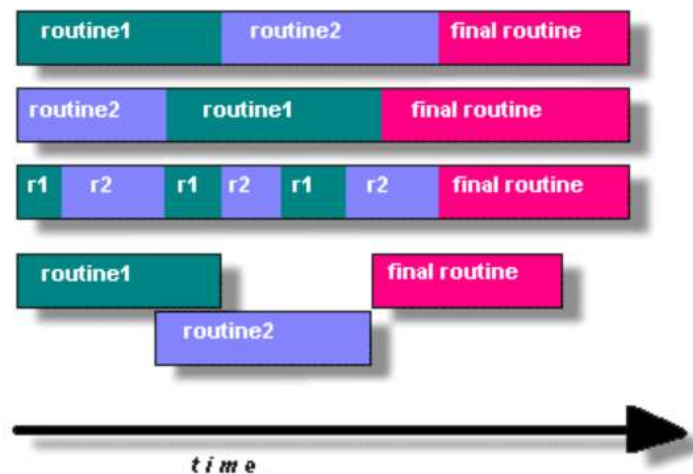 routine1 routine2 final routine
routine2 routine1 final routine
r1 r2 r1 r2 r1 r2 final routine
routine1 final routine
routine2
time